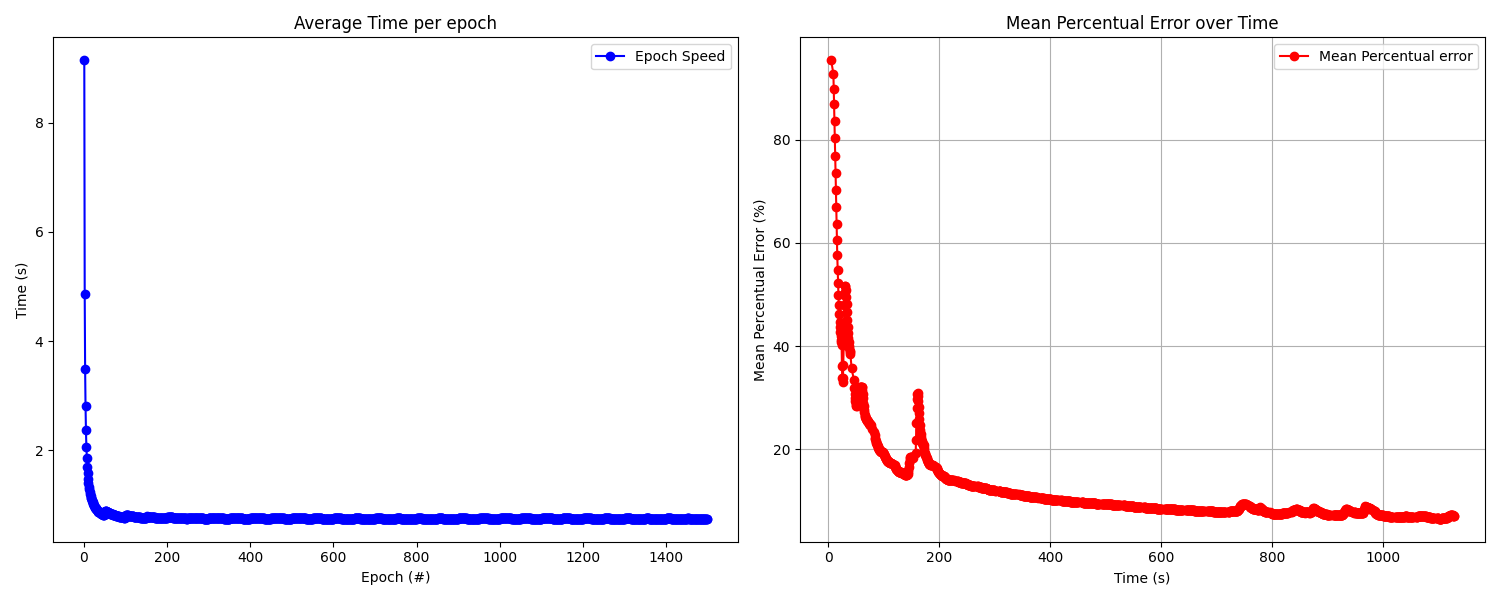 Average Time per epoch
Epoch Speed
8
6
4
2
Time (s)
0
200
400
600
800
1000
1200
1400
Epoch (#)
Mean Percentual Error over Time
Mean Percentual error
80
60
40
20
Mean Percentual Error (%)
0
200
400
600
800
1000
Time (s)